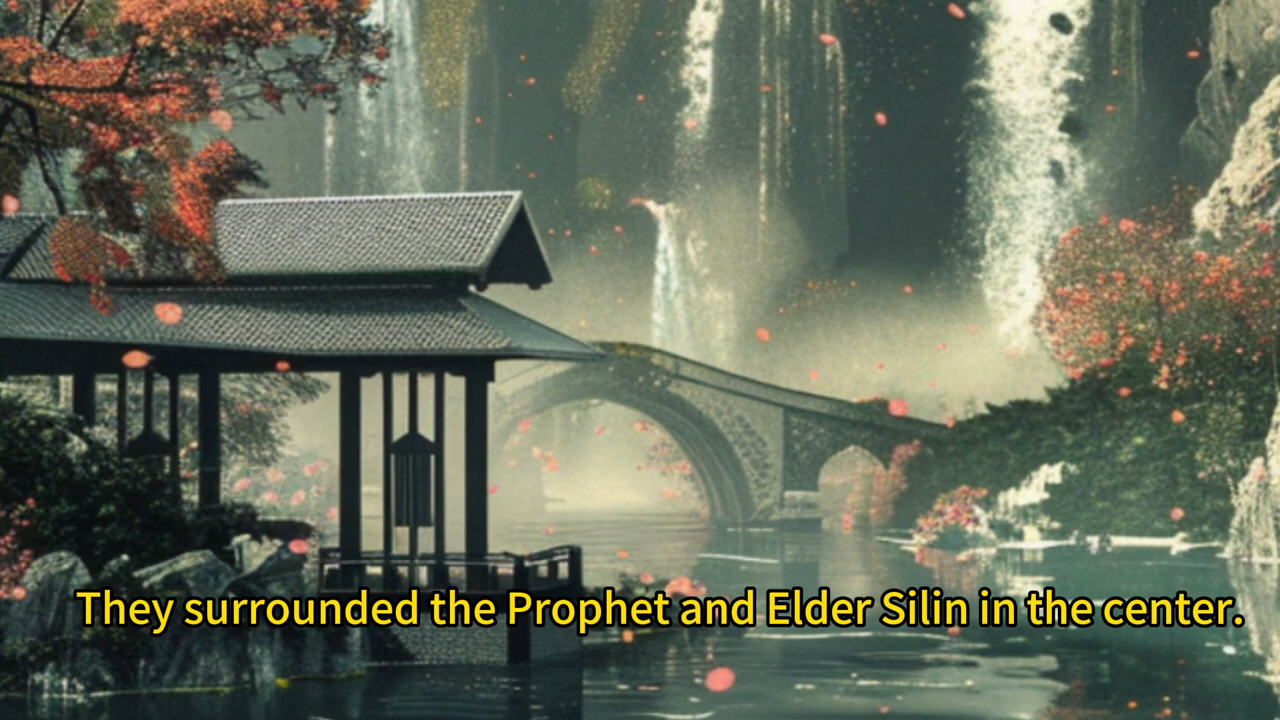 They surrounded the Prophet and Elder Silin in the center.